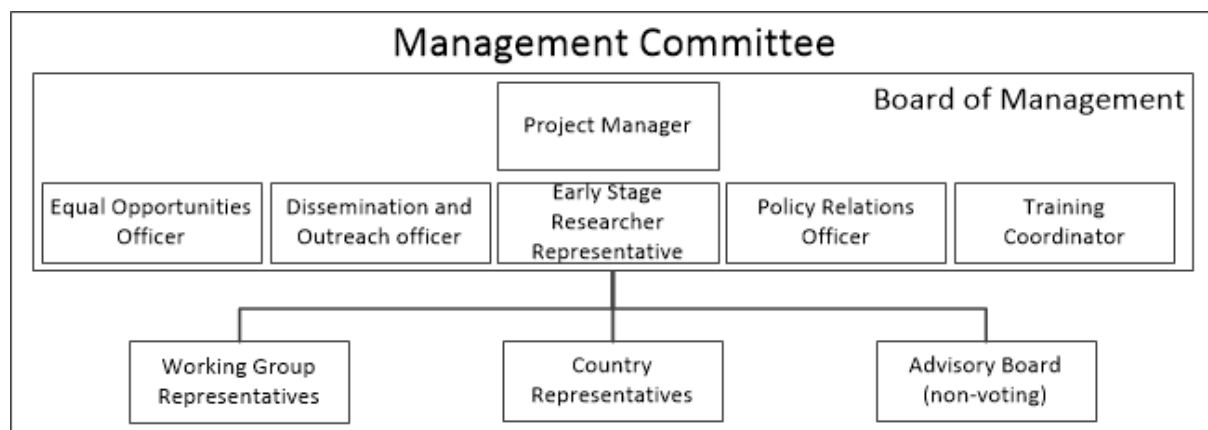 Management Committee
Board of Management
Project Manager
Equal Opportunities
Officer
Dissemination and
Outreach officer
Early Stage
Researcher
Representative
Policy Relations
Officer
Training
Coordinator
Working Group
Representatives
Country
Representatives
Advisory Board
(non-voting)